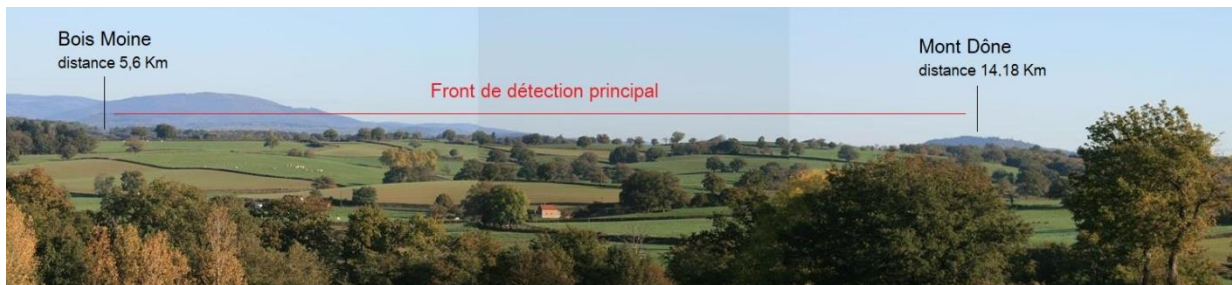 Bois Moine
distance 5,6 Km
Front de détection principal
Mont Dône
distance 14,18 Km